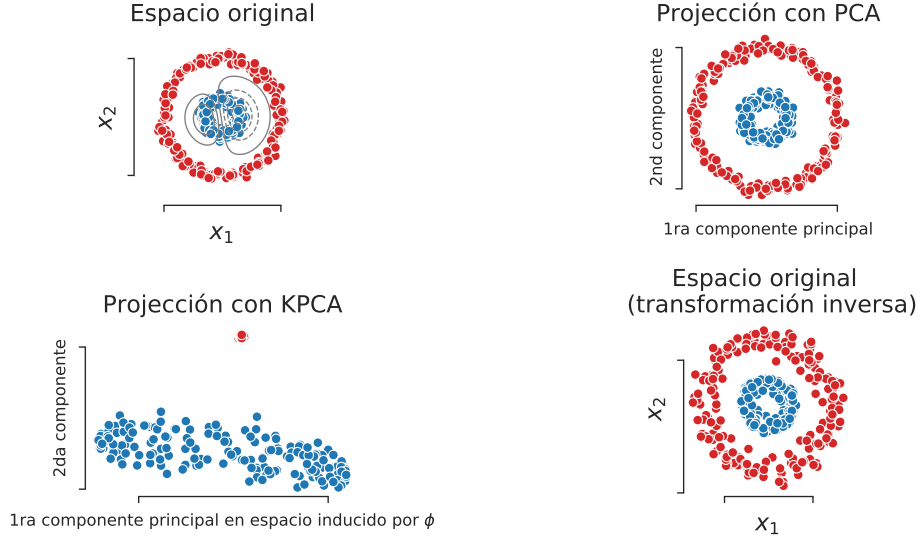 Espacio original
x₂
x₁
Projección con PCA
2nd componente
1ra componente principal
Projección con KPCA
2da componente
1ra componente principal en espacio inducido por ϕ
Espacio original
(transformación inversa)
x₂
x₁